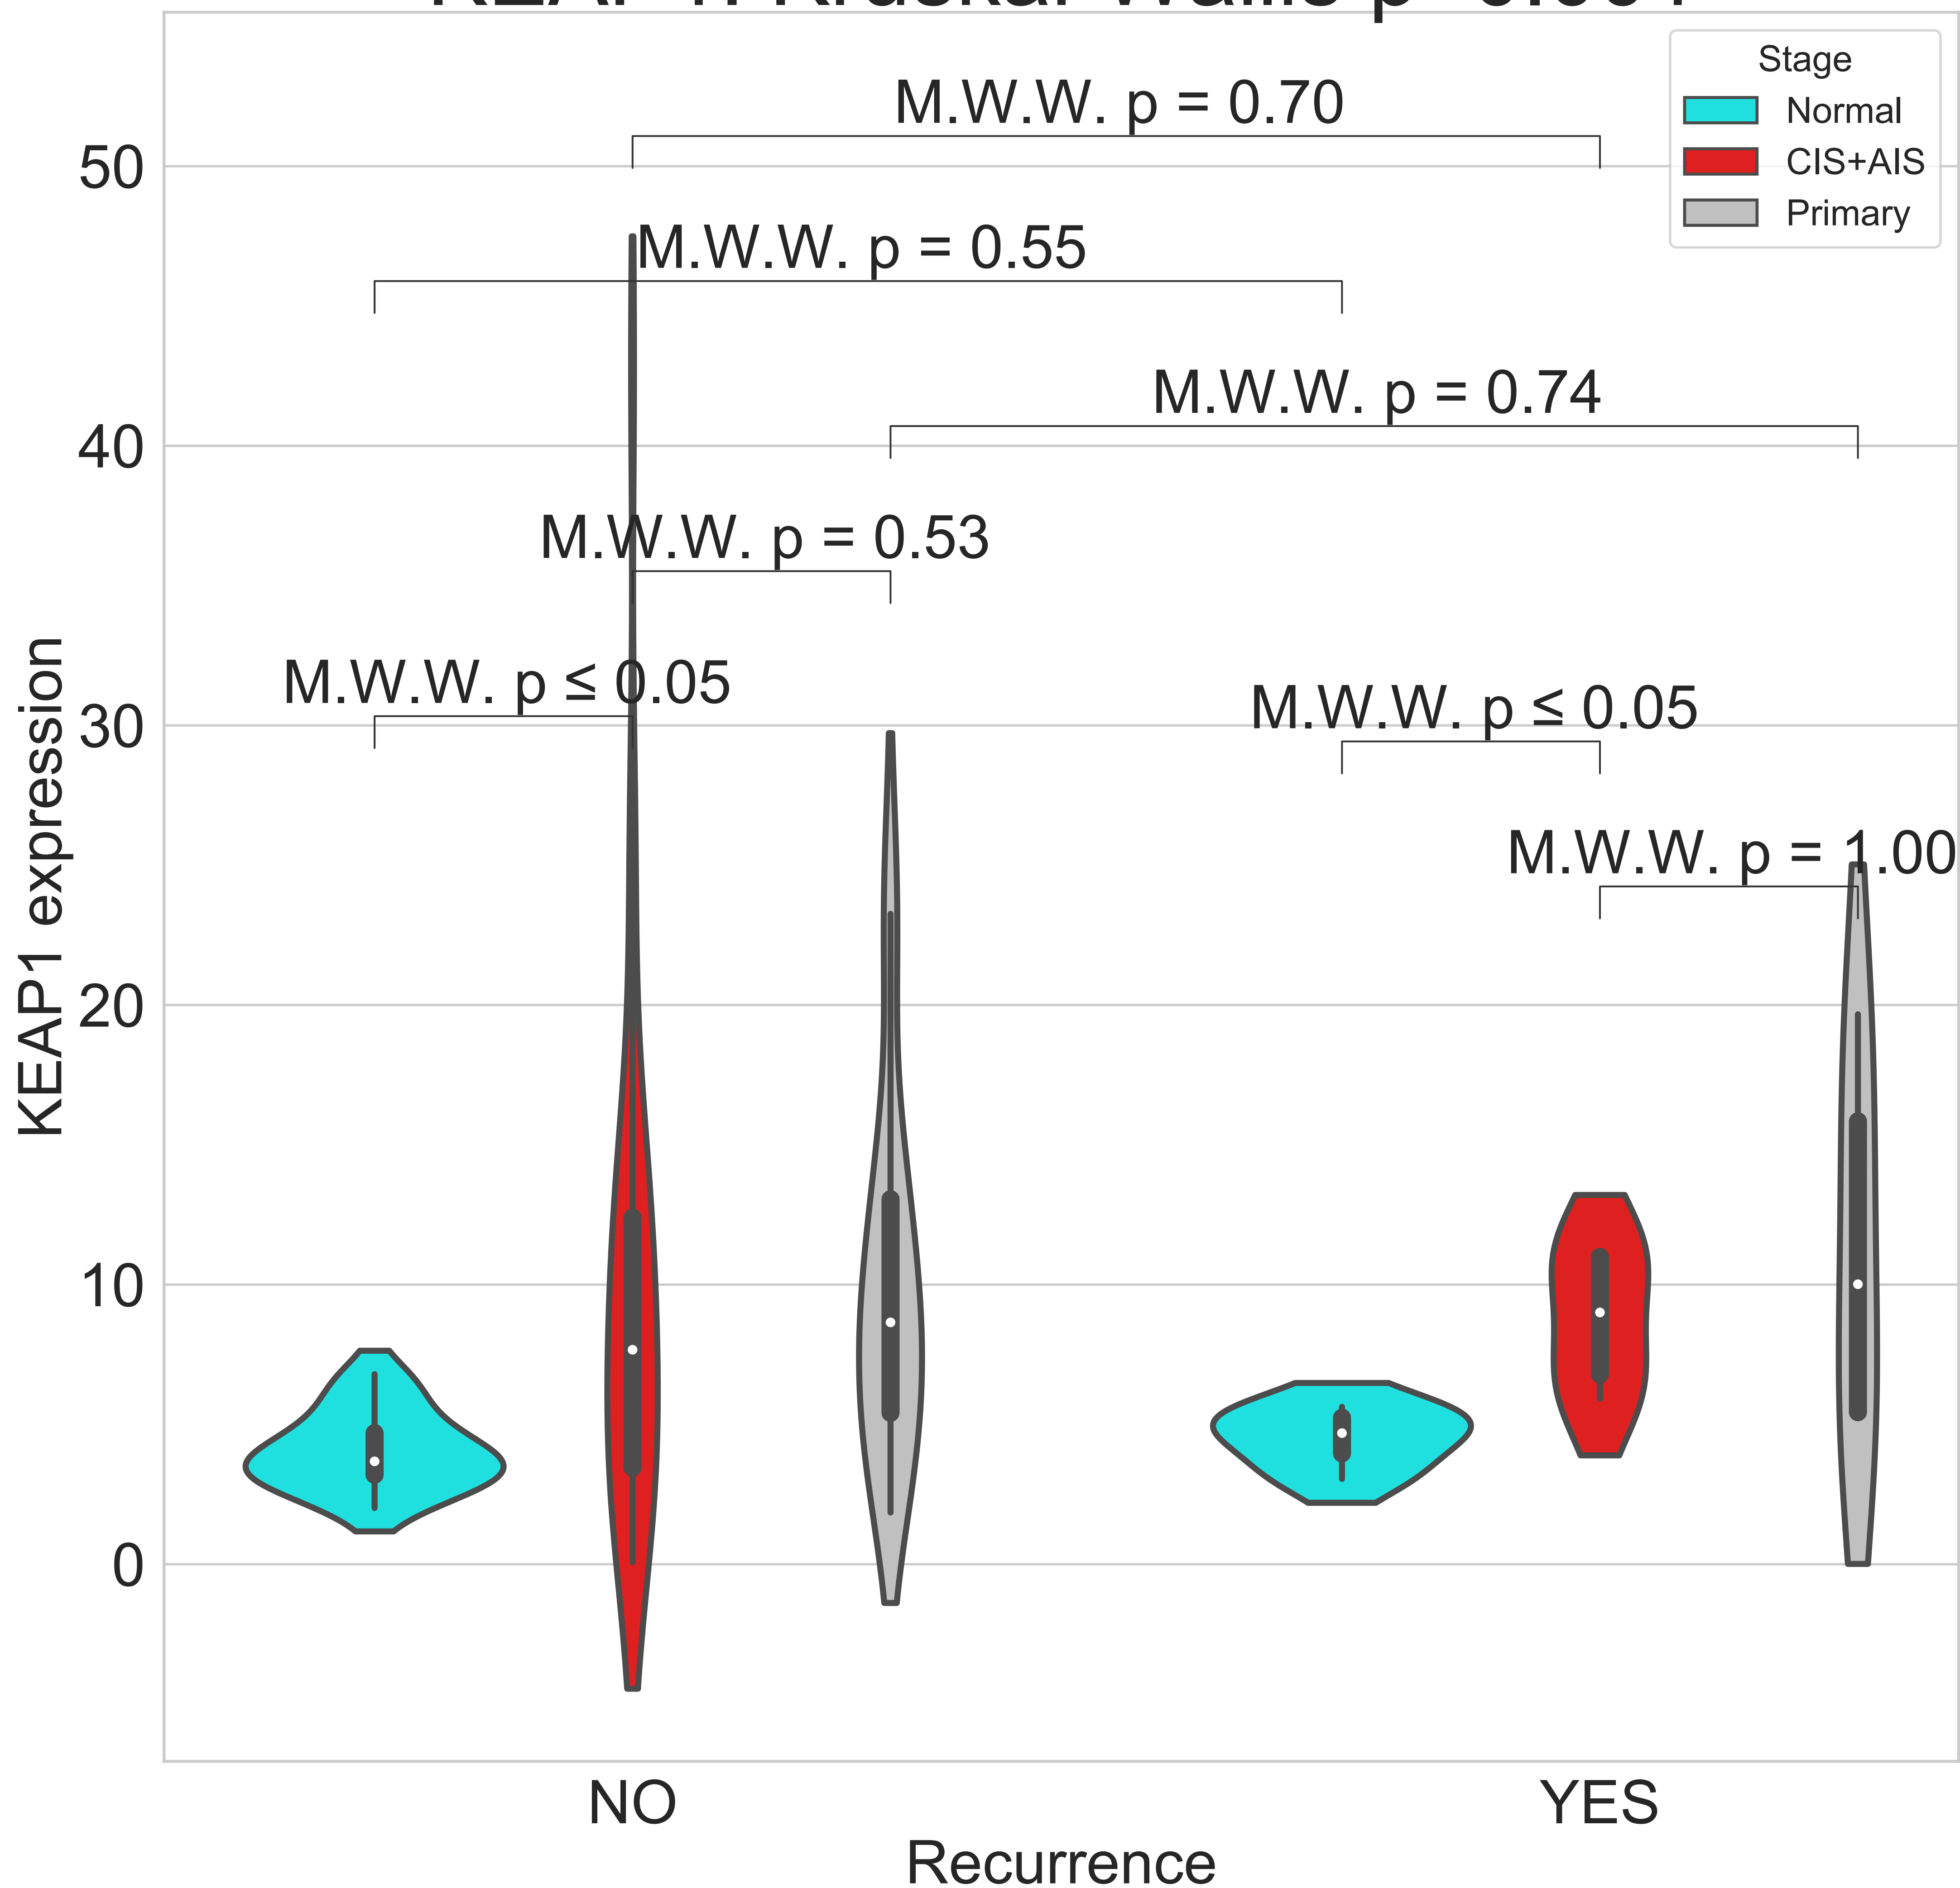 Stage
Normal
CIS+AIS
Primary
M.W.W. p = 0.70
M.W.W. p = 0.55
M.W.W. p = 0.74
M.W.W. p = 0.53
M.W.W. p ≤ 0.05
M.W.W. p ≤ 0.05
M.W.W. p = 1.00
KEAP1 expression
50
40
30
20
10
0
NO
YES
Recurrence